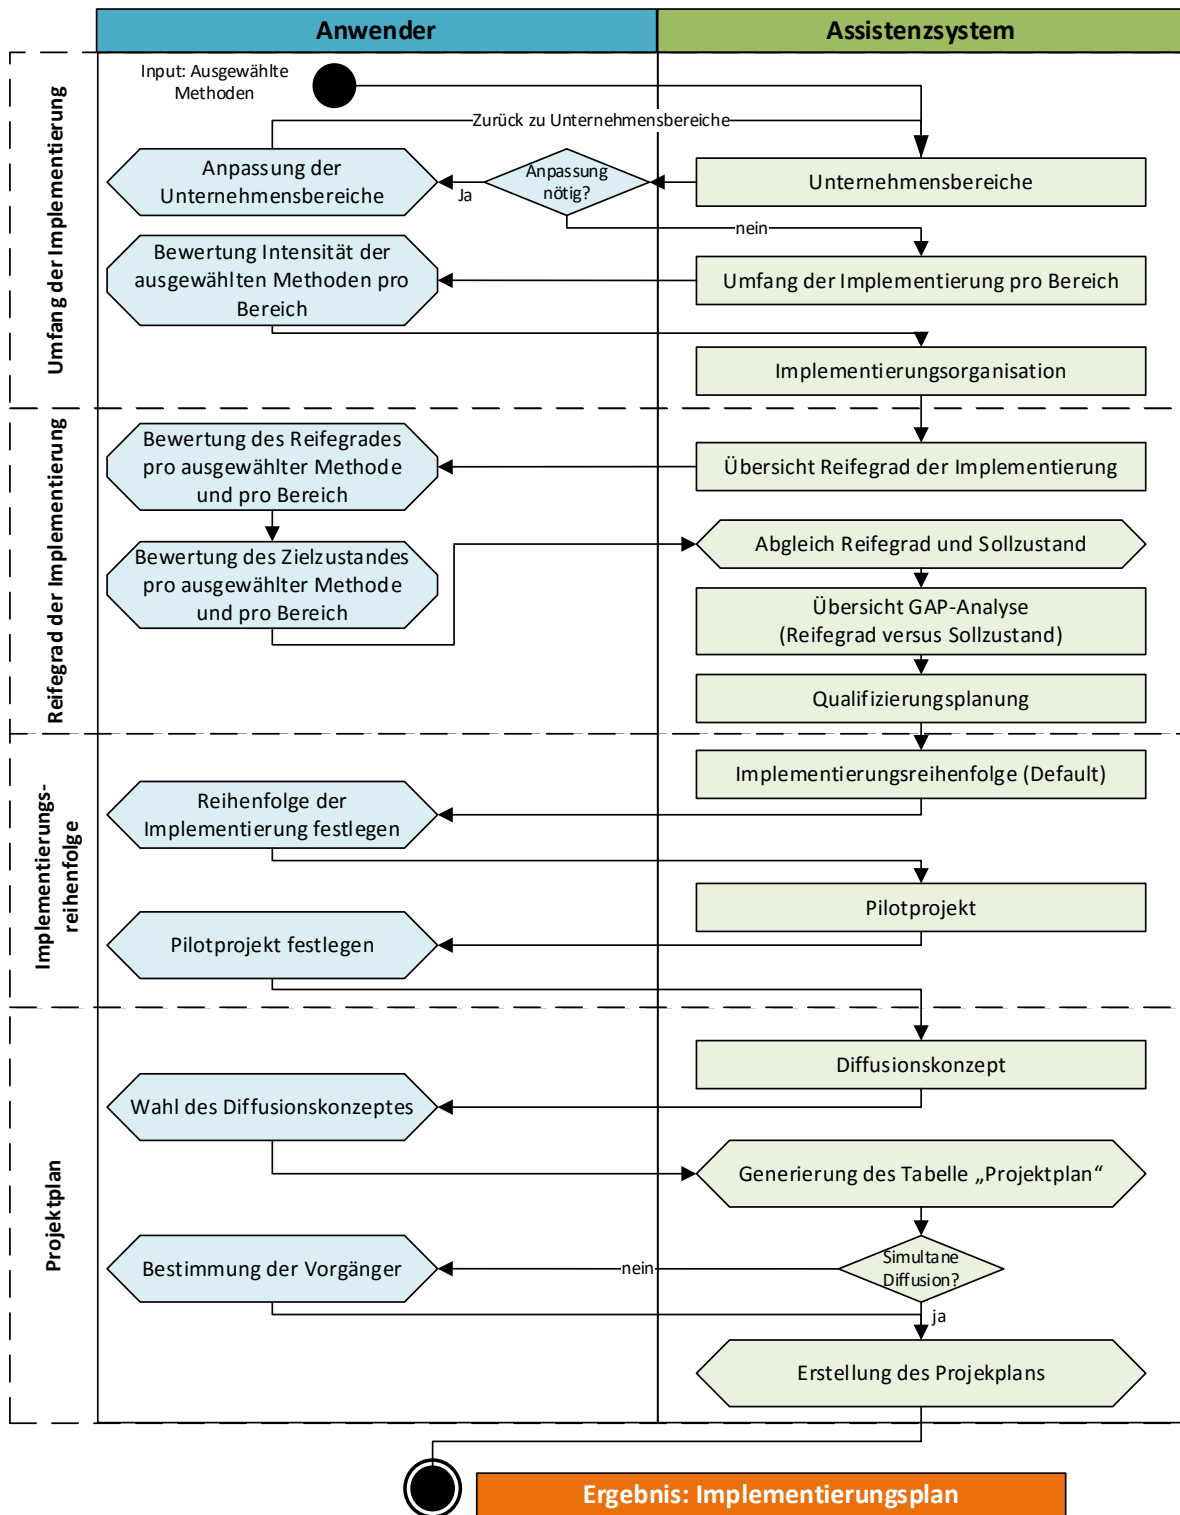 Anwender
Assistenzsystem
Umfang der Implementierung
Input: Ausgewählte
Methoden
Zurück zu Unternehmensbereiche
Anpassung der
Unternehmensbereiche
Ja
Anpassung
nötig?
Unternehmensbereiche
nein
Bewertung Intensität der
ausgewählten Methoden pro
Bereich
Umfang der Implementierung pro Bereich
Implementierungsorganisation
Reifegrad der Implementierung
Bewertung des Reifegrades
pro ausgewählter Methode
und pro Bereich
Übersicht Reifegrad der Implementierung
Bewertung des Zielzustandes
pro ausgewählter Methode
und pro Bereich
Abgleich Reifegrad und Sollzustand
Übersicht GAP-Analyse
(Reifegrad versus Sollzustand)
Qualifizierungsplanung
Implementierungs-
reihenfolge
Implementierungsreihenfolge (Default)
Reihenfolge der
Implementierung festlegen
Pilotprojekt
Pilotprojekt festlegen
Projektplan
Diffusionskonzept
Wahl des Diffusionskonzeptes
Generierung des Tabelle „Projektplan“
Simultane
Diffusion?
nein
Bestimmung der Vorgänger
ja
Erstellung des Projekplans
Ergebnis: Implementierungsplan